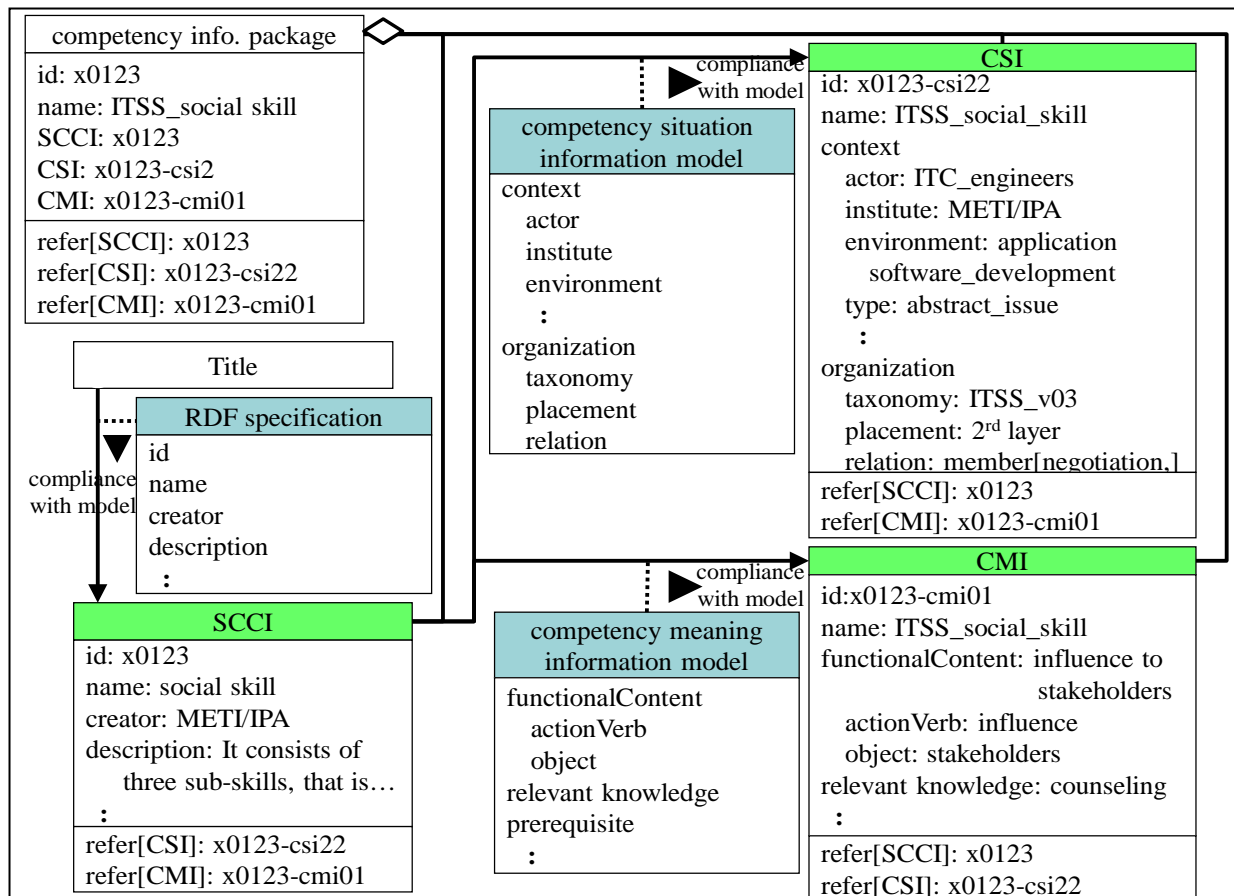 competency info. package
id: x0123
name: ITSS_social skill
SCCI: x0123
CSI: x0123-csi2
CMI: x0123-cmi01
refer[SCCI]: x0123
refer[CSI]: x0123-csi22
refer[CMI]: x0123-cmi01
Title
RDF specification
id
name
creator
description
:
compliance
with model
SCCI
id: x0123
name: social skill
creator: METI/IPA
description: It consists of
three sub-skills, that is…
:
refer[CSI]: x0123-csi22
refer[CMI]: x0123-cmi01
competency situation
information model
context
actor
institute
environment
:
organization
taxonomy
placement
relation
compliance
with model
CSI
id: x0123-csi22
name: ITSS_social_skill
context
actor: ITC_engineers
institute: METI/IPA
environment: application
software_development
type: abstract_issue
:
organization
taxonomy: ITSS_v03
placement: 2rd layer
relation: member[negotiation,]
refer[SCCI]: x0123
refer[CMI]: x0123-cmi01
competency meaning
information model
functionalContent
actionVerb
object
relevant knowledge
prerequisite
:
compliance
with model
CMI
id:x0123-cmi01
name: ITSS_social_skill
functionalContent: influence to
stakeholders
actionVerb: influence
object: stakeholders
relevant knowledge: counseling
:
refer[SCCI]: x0123
refer[CSI]: x0123-csi22